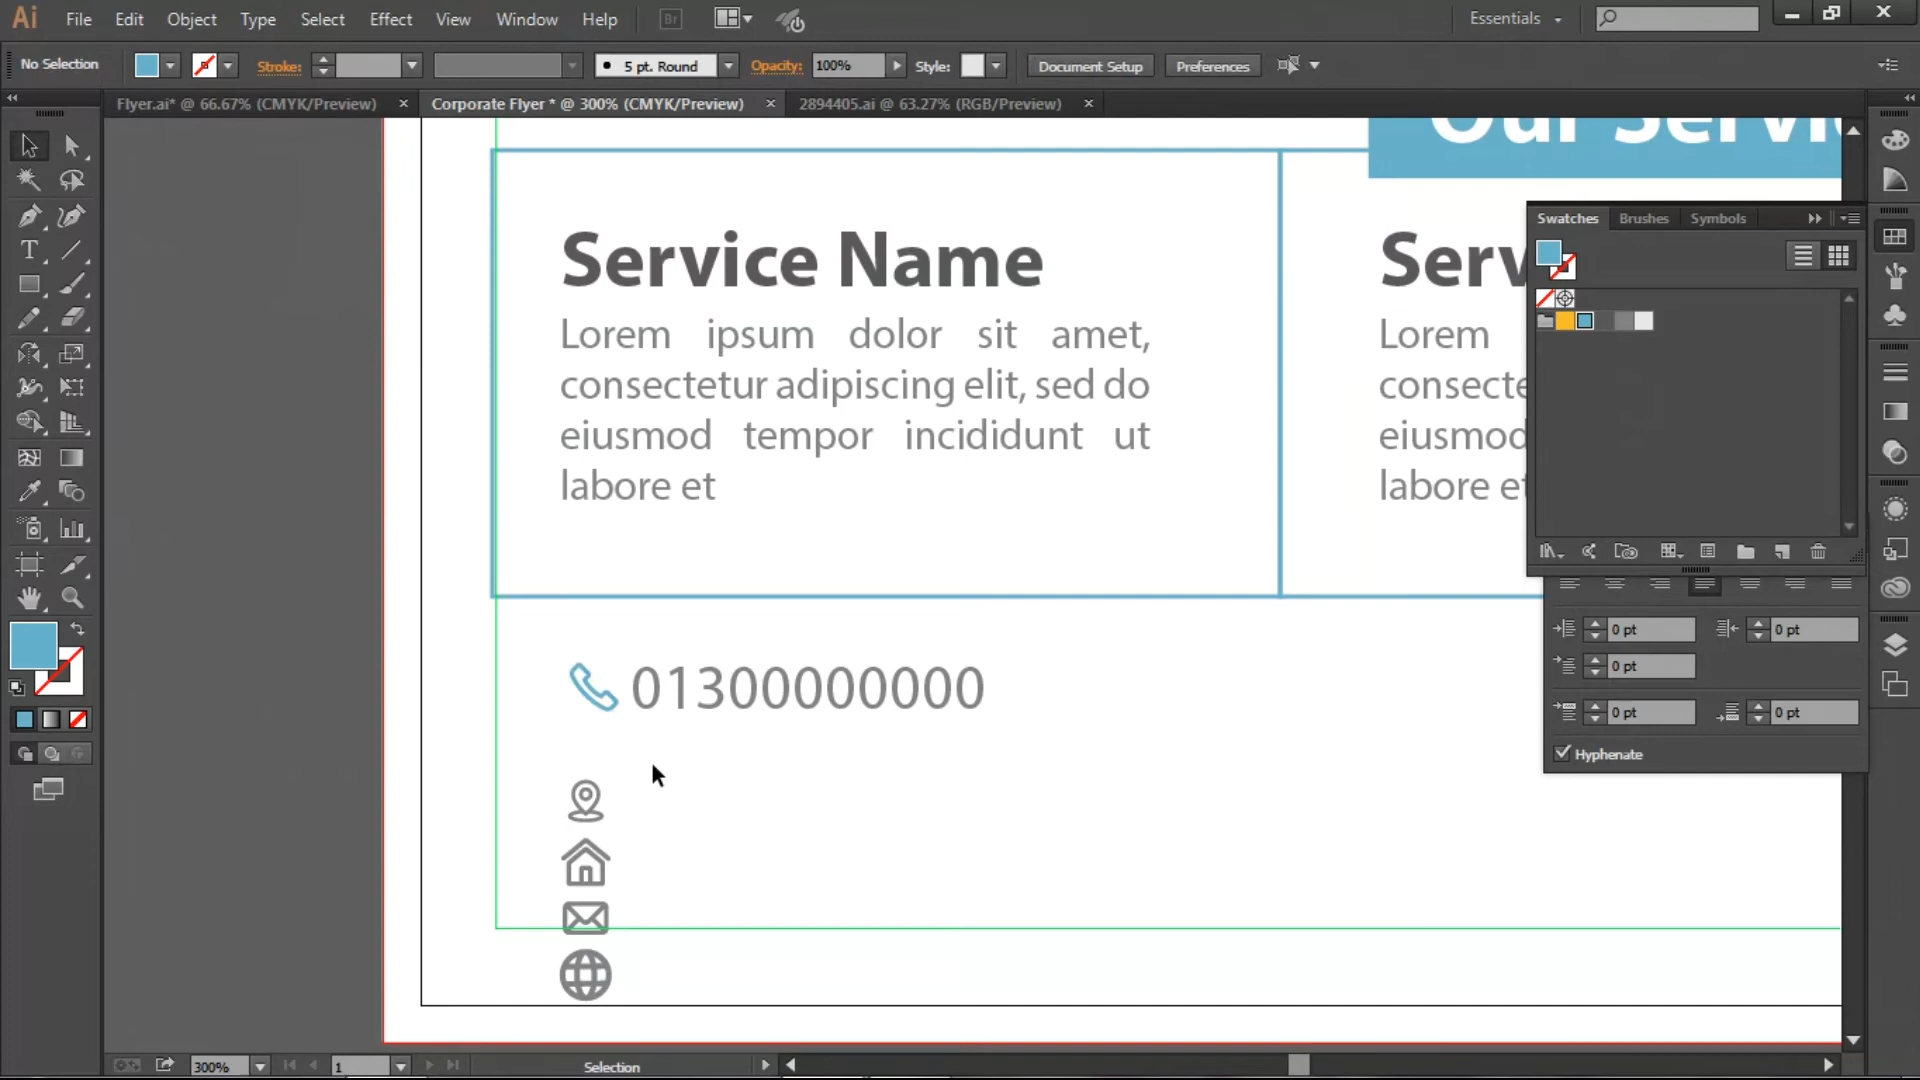 Ai File Edit Object Type Select Effect View Window Help Br Essentials
No Selection Stroke: 5 pt. Round Opacity: 100% Style: Document Setup Preferences
Flyer.ai* @ 66.67% (CMYK/Preview) × Corporate Flyer * @ 300% (CMYK/Preview) × 2894405.ai @ 63.27% (RGB/Preview) ×
Our Servic
Service Name
Lorem ipsum dolor sit amet,
consectetur adipiscing elit, sed do
eiusmod tempor incididunt ut
labore et
Serv
Lorem
consecte
eiusmod
labore et
Swatches Brushes Symbols
0 pt 0 pt
0 pt
0 pt 0 pt
Hyphenate
01300000000
300% 1 Selection